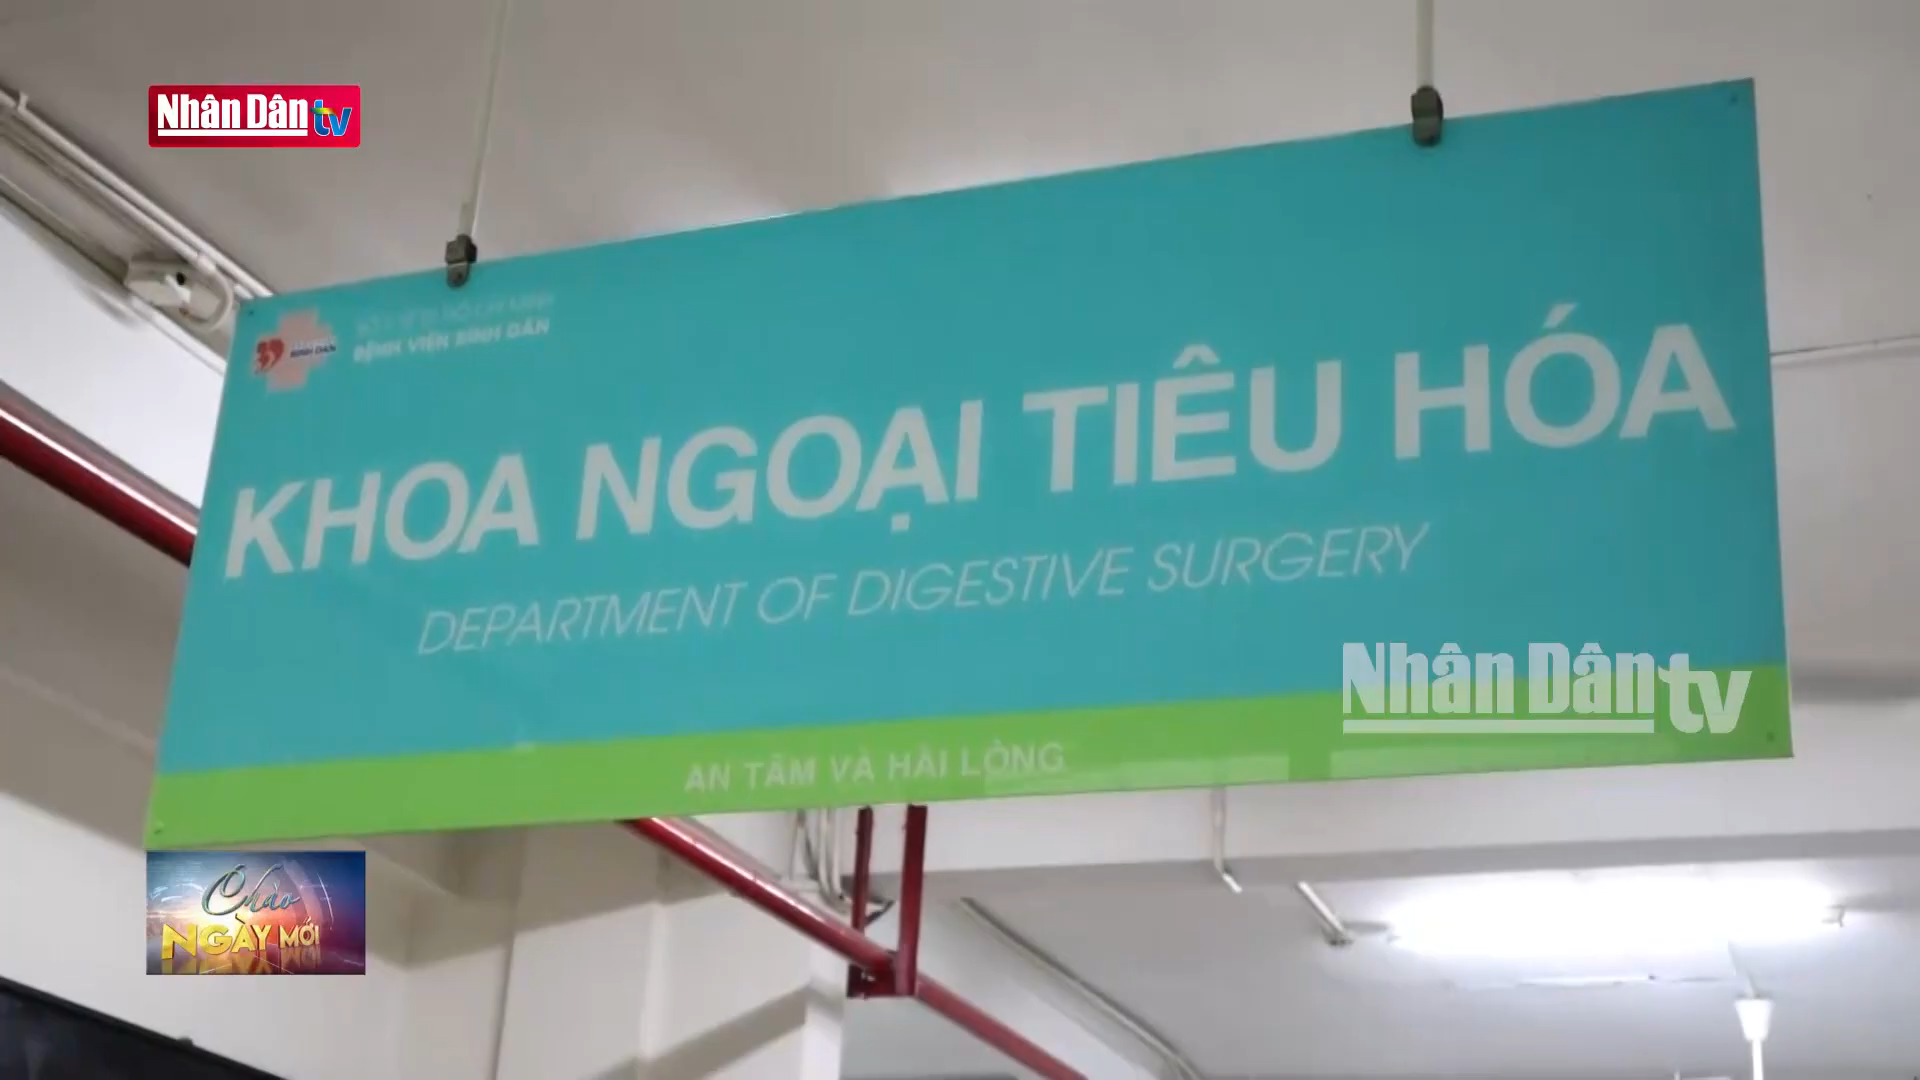 Nhân Dân tv
BỆNH VIỆN BÌNH DÂN
KHOA NGOẠI TIÊU HÓA
DEPARTMENT OF DIGESTIVE SURGERY
Nhân Dân tv
AN TÂM VÀ HÀI LÒNG
Chào
NGÀY MỚI